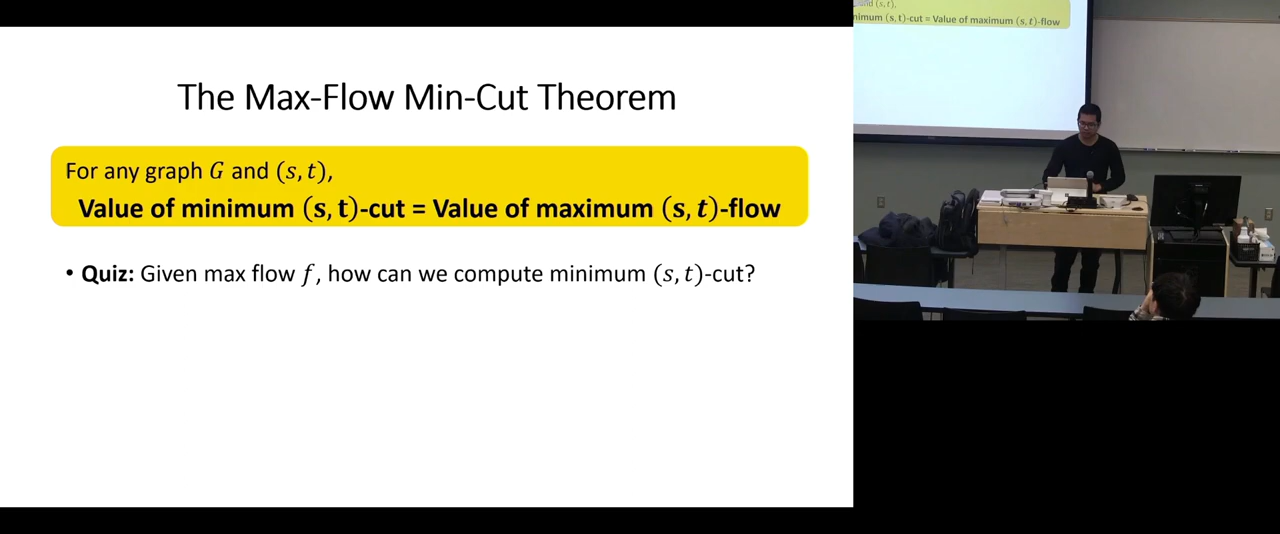 The Max-Flow Min-Cut Theorem
For any graph G and (s, t),
Value of minimum (s, t)-cut = Value of maximum (s, t)-flow
• Quiz: Given max flow f, how can we compute minimum (s, t)-cut?
and (s, t),
nimum (s, t)-cut = Value of maximum (s, t)-flow